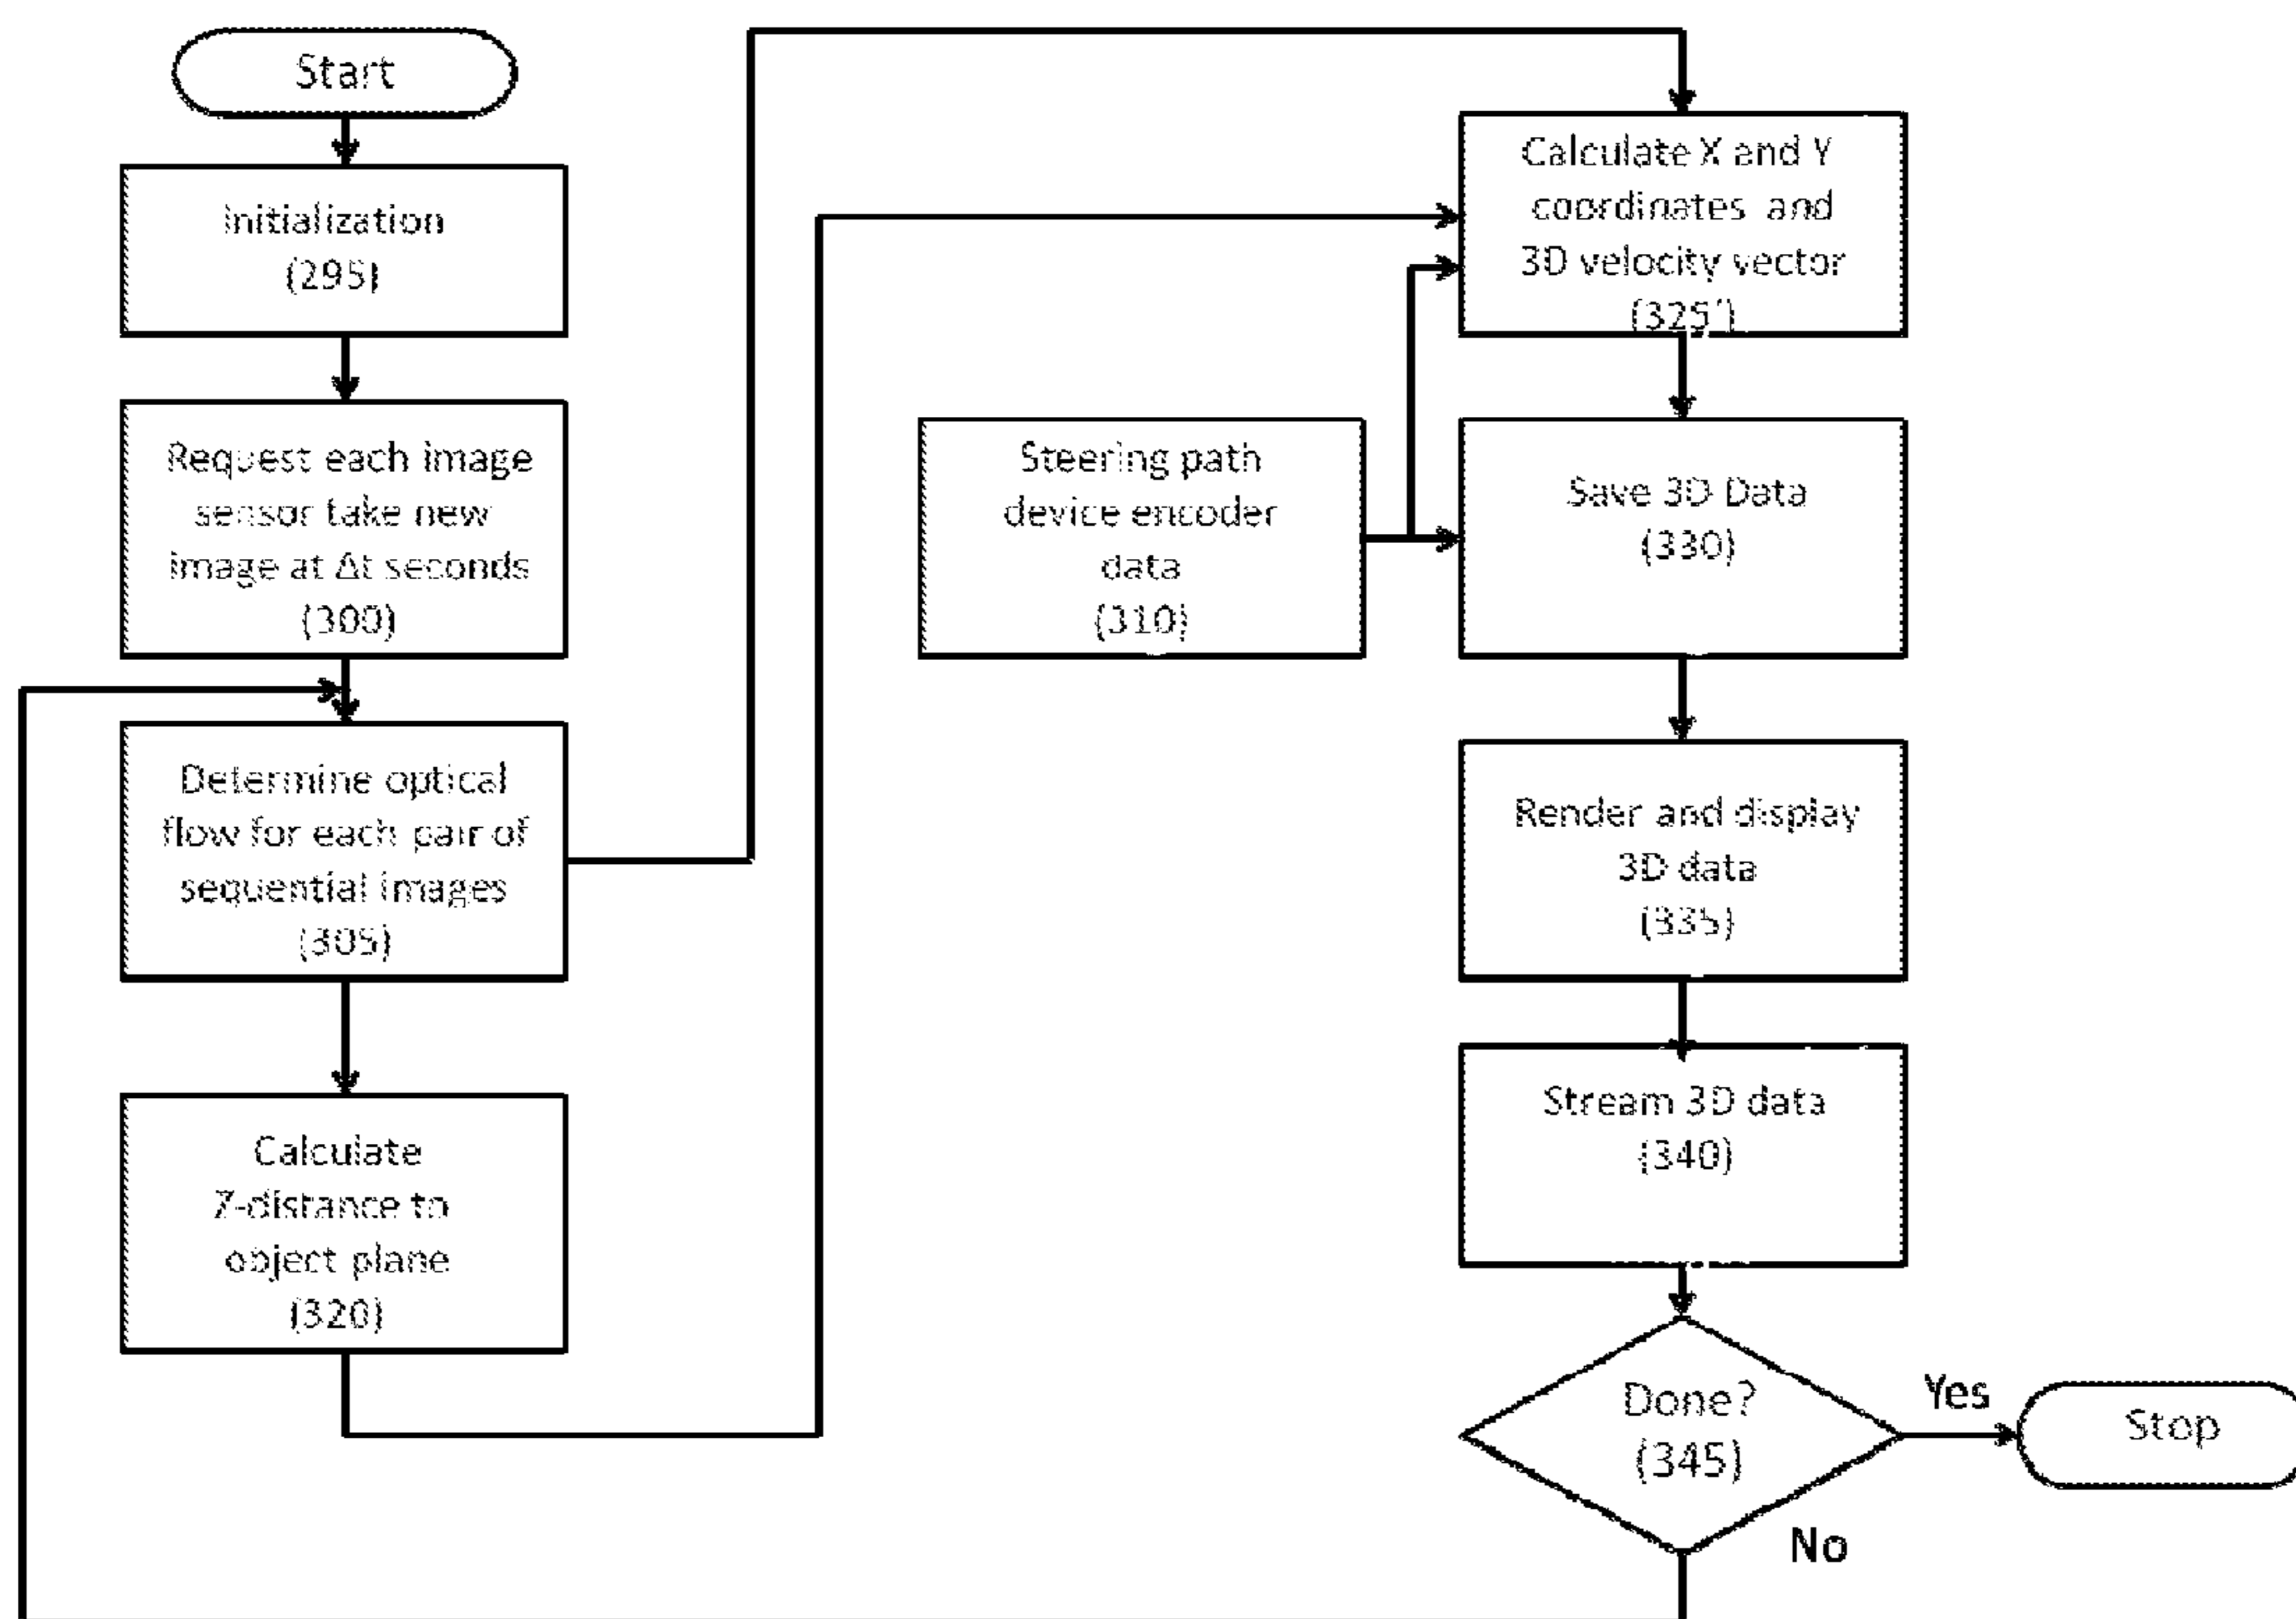 Start
Initialization
(295)
Request each image
sensor take new
image at Δt seconds
(300)
Determine optical
flow for each pair of
sequential images
(305)
Calculate
Z-distance to
object plane
(320)
Steering path
device encoder
data
(310)
Calculate X and Y
coordinates and
3D velocity vector
(325')
Save 3D Data
(330)
Render and display
3D data
(335)
Stream 3D data
(340)
Done?
(345)
Yes
Stop
No